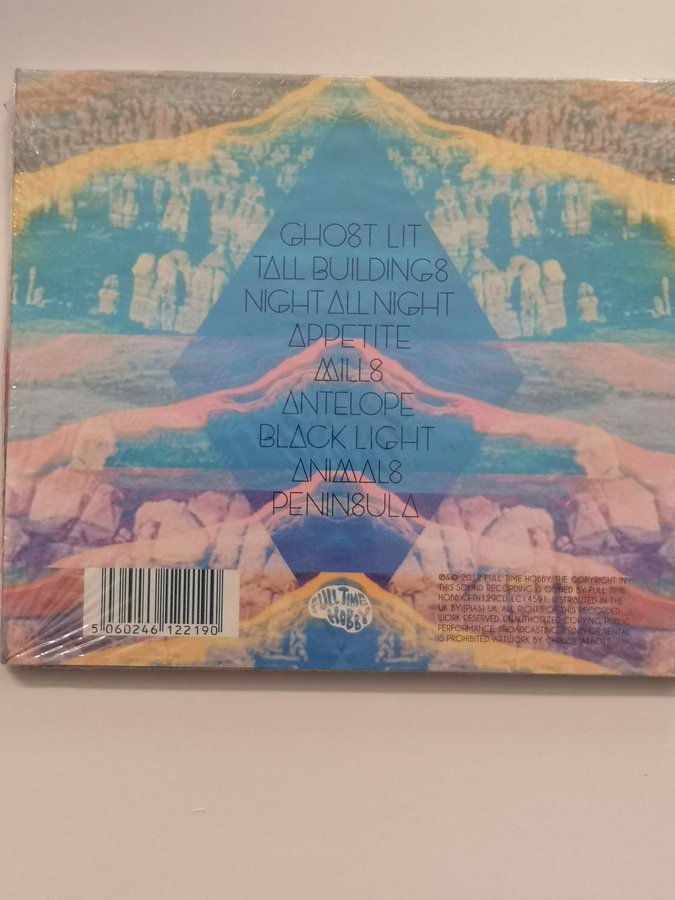 GHOST LIT
TALL BUILDINGS
NIGHT ALL NIGHT
APPETITE
MILLS
ANTELOPE
BLACK LIGHT
ANIMALS
PENINSULA
5 060246 122190
FULL TIME
HOBBY
℗&© 2012 FULL TIME HOBBY. THE COPYRIGHT IN
THIS SOUND RECORDING IS OWNED BY FULL TIME
HOBBY. FTH129CD. LC14591. DISTRIBUTED IN THE
UK BY [PIAS] UK. ALL RIGHTS OF THIS RECORDED
WORK RESERVED. UNAUTHORIZED COPYING, PUBLIC
PERFORMANCE, BROADCASTING, HIRING OR RENTAL
IS PROHIBITED. ARTWORK BY CHRISSIE ABBOTT.